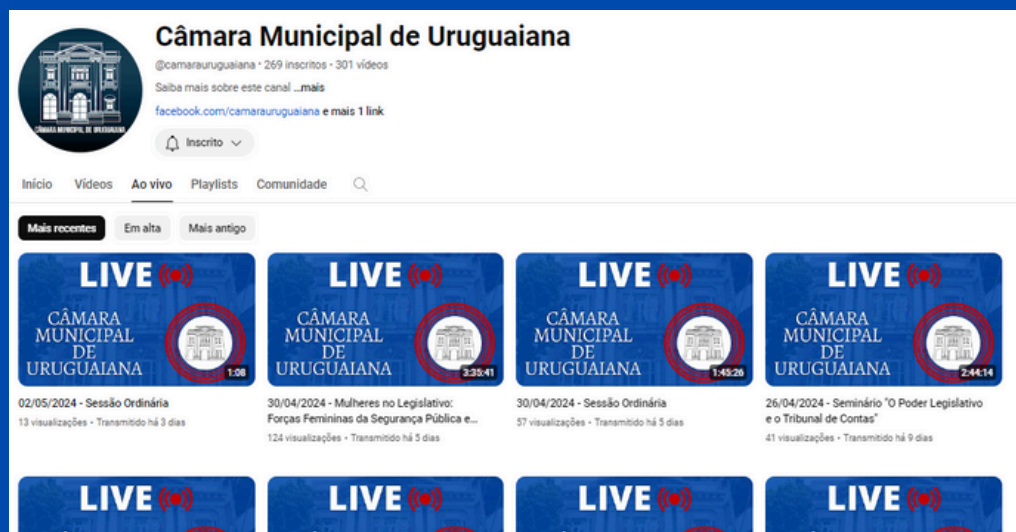 Câmara Municipal de Uruguaiana
@camarauruguaiana · 269 inscritos · 301 vídeos
Saiba mais sobre este canal ...mais
facebook.com/camarauruguaiana e mais 1 link
Inscrito
CÂMARA MUNICIPAL DE URUGUAIANA
Início Vídeos Ao vivo Playlists Comunidade
Mais recentes Em alta Mais antigo
LIVE
CÂMARA
MUNICIPAL
DE
URUGUAIANA
1:08
02/05/2024 - Sessão Ordinária
13 visualizações • Transmitido há 3 dias
LIVE
CÂMARA
MUNICIPAL
DE
URUGUAIANA
3:35:41
30/04/2024 - Mulheres no Legislativo:
Forças Femininas da Segurança Pública e...
124 visualizações • Transmitido há 5 dias
LIVE
CÂMARA
MUNICIPAL
DE
URUGUAIANA
1:45:26
30/04/2024 - Sessão Ordinária
57 visualizações • Transmitido há 5 dias
LIVE
CÂMARA
MUNICIPAL
DE
URUGUAIANA
2:44:14
26/04/2024 - Seminário "O Poder Legislativo
e o Tribunal de Contas"
41 visualizações • Transmitido há 9 dias
LIVE
LIVE
LIVE
LIVE